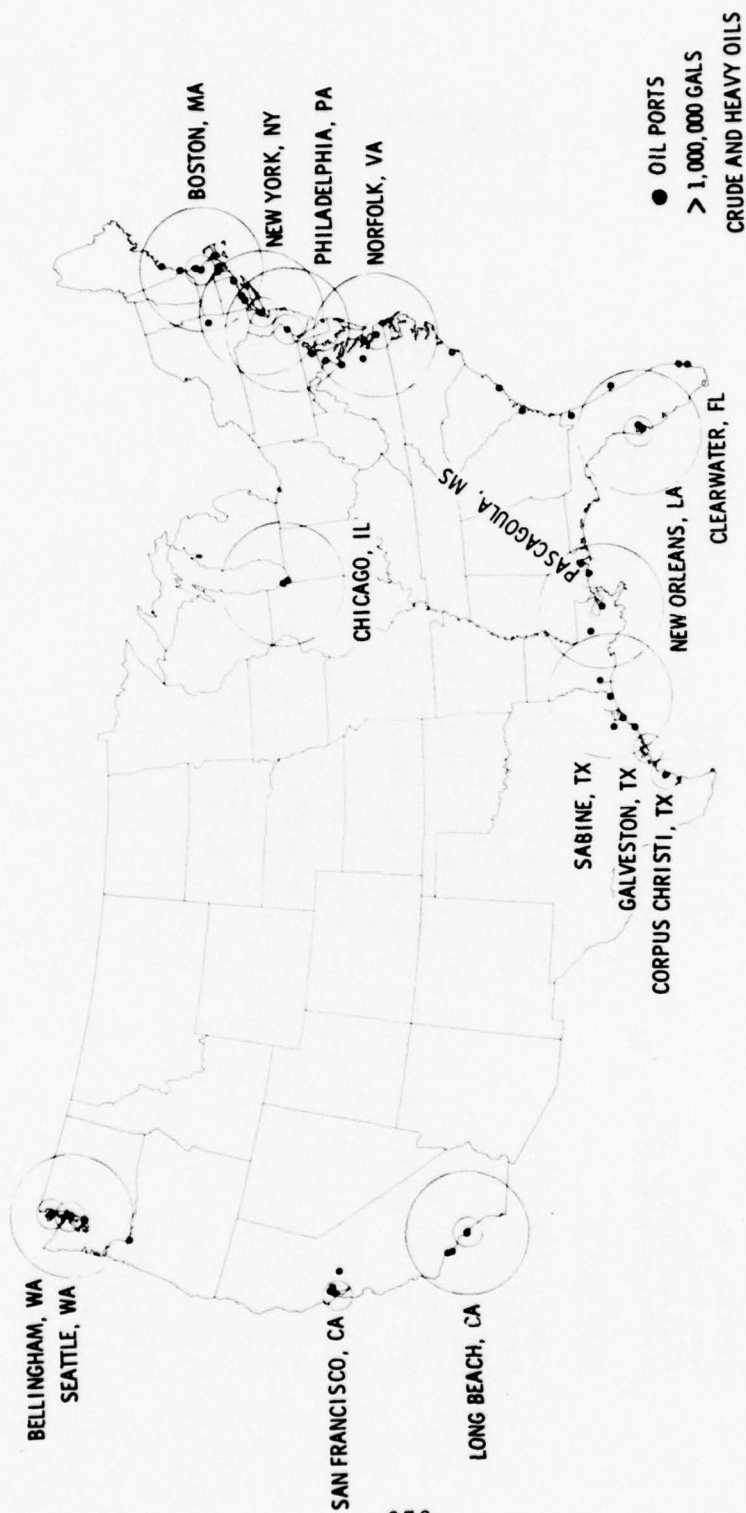 BELLINGHAM, WA
SEATTLE, WA
SAN FRANCISCO, CA
LONG BEACH, CA
CHICAGO, IL
BOSTON, MA
NEW YORK, NY
PHILADELPHIA, PA
NORFOLK, VA
PASCAGOULA, MS
SABINE, TX
GALVESTON, TX
CORPUS CHRISTI, TX
NEW ORLEANS, LA
CLEARWATER, FL
● OIL PORTS
> 1,000,000 GALS
CRUDE AND HEAVY OILS